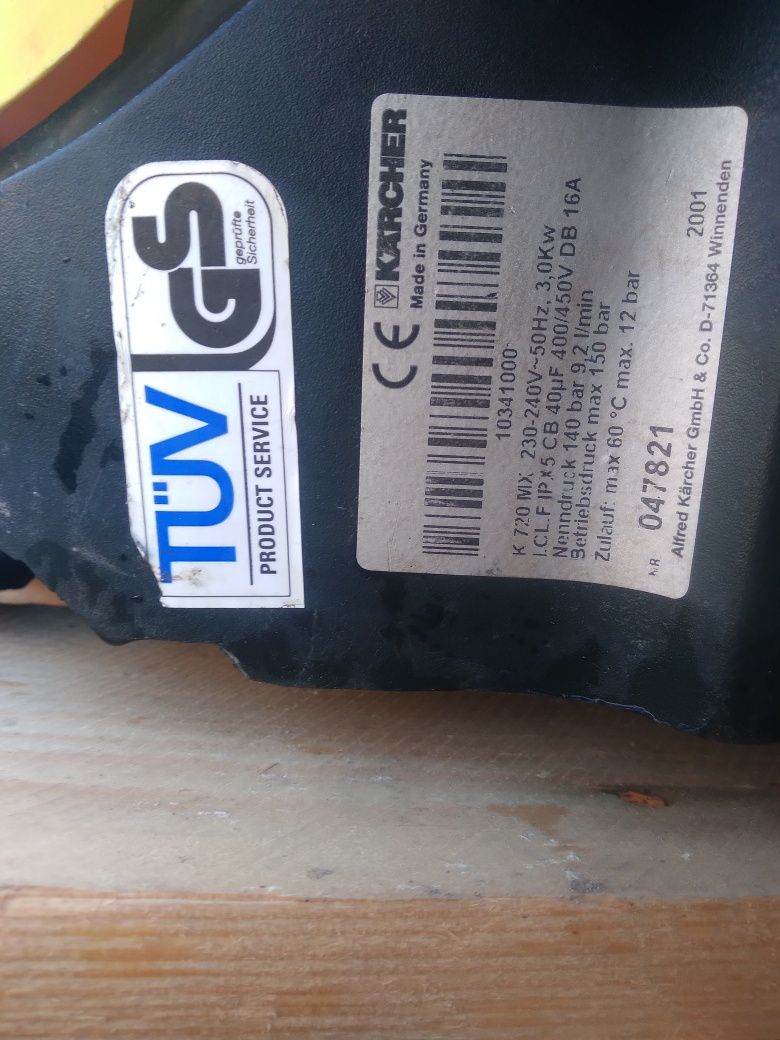 GS
geprüfte
Sicherheit
TÜV
PRODUCT SERVICE
CE KÄRCHER
Made in Germany
10341000
K 720 MX 230-240V~50Hz, 3,0Kw
I.CL.F IPX5 CB 40µF 400/450V DB 16A
Nenndruck 140 bar 9,2 l/min
Betriebsdruck max 150 bar
Zulauf: max 60 °C max. 12 bar
NR 047821 2001
Alfred Kärcher GmbH & Co. D-71364 Winnenden